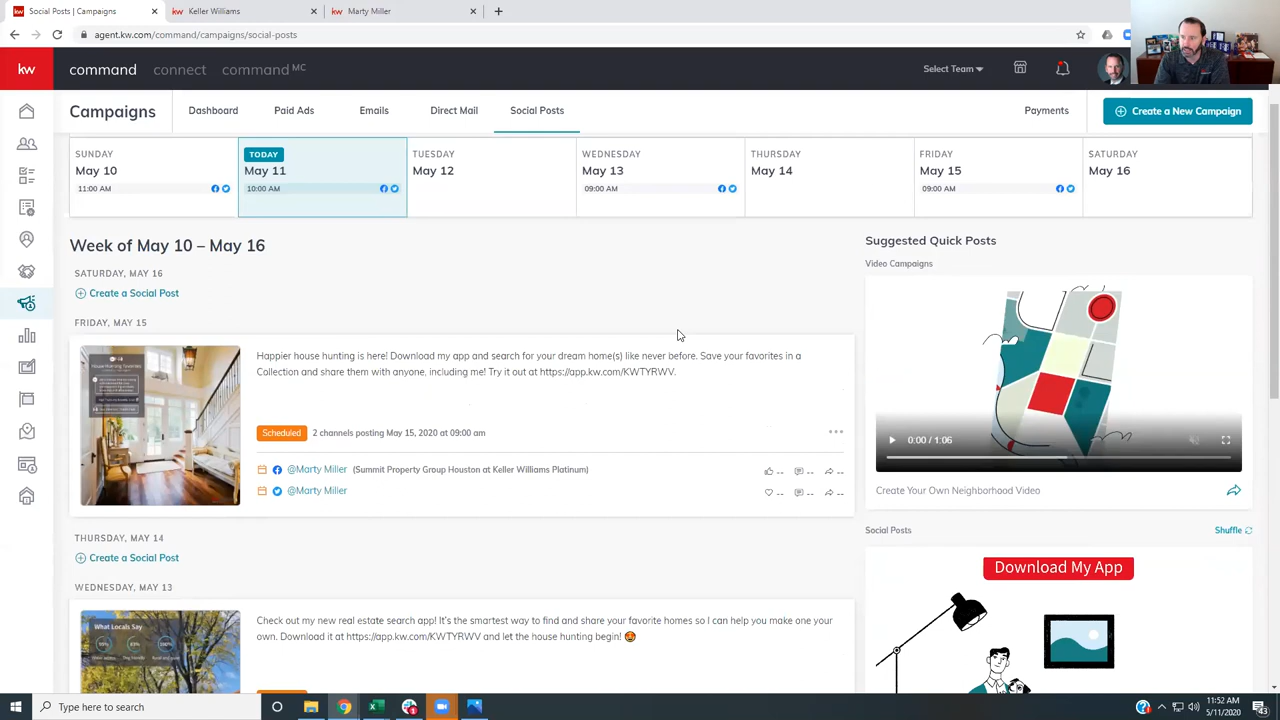 Social Posts | Campaigns
Keller Williams
Marty Miller
agent.kw.com/command/campaigns/social-posts
kw
command
connect
command MC
Select Team
Campaigns
Dashboard
Paid Ads
Emails
Direct Mail
Social Posts
Payments
Create a New Campaign
SUNDAY
May 10
11:00 AM
TODAY
May 11
10:00 AM
TUESDAY
May 12
WEDNESDAY
May 13
09:00 AM
THURSDAY
May 14
FRIDAY
May 15
09:00 AM
SATURDAY
May 16
Week of May 10 – May 16
SATURDAY, MAY 16
Create a Social Post
FRIDAY, MAY 15
Happier house hunting is here! Download my app and search for your dream home(s) like never before. Save your favorites in a
Collection and share them with anyone, including me! Try it out at https://app.kw.com/KWTYRWV.
Scheduled
2 channels posting May 15, 2020 at 09:00 am
@Marty Miller (Summit Property Group Houston at Keller Williams Platinum)
@Marty Miller
THURSDAY, MAY 14
Create a Social Post
WEDNESDAY, MAY 13
What Locals Say
Check out my new real estate search app! It's the smartest way to find and share your favorite homes so I can help you make one your
own. Download it at https://app.kw.com/KWTYRWV and let the house hunting begin!
Suggested Quick Posts
Video Campaigns
0:00 / 1:06
Create Your Own Neighborhood Video
Social Posts
Shuffle
Download My App
Type here to search
11:52 AM
5/11/2020
43